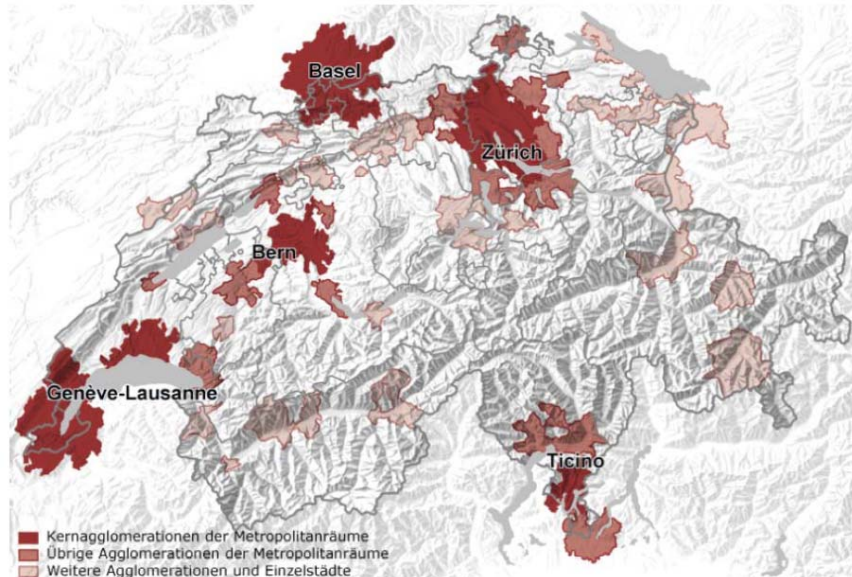 Basel
Zürich
Bern
Genève-Lausanne
Ticino
Kernagglomerationen der Metropolitanräume
Übrige Agglomerationen der Metropolitanräume
Weitere Agglomerationen und Einzelstädte